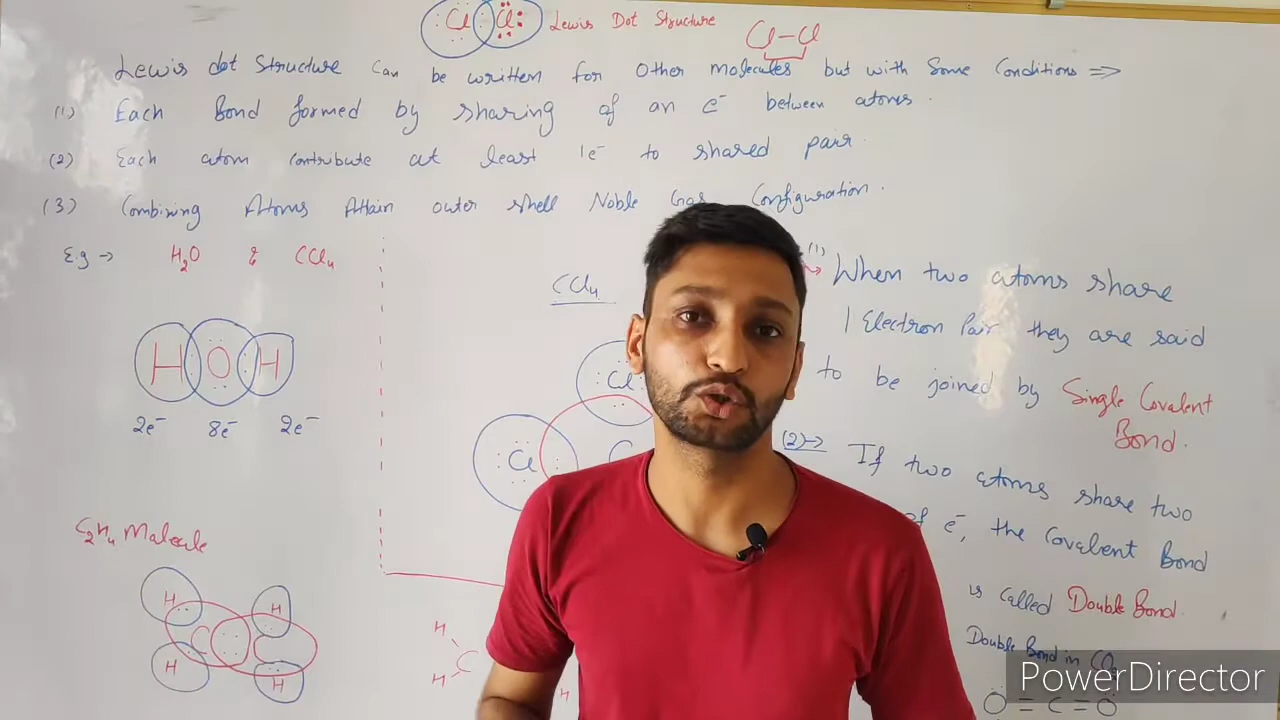 Cl Cl Lewis Dot Structure Cl-Cl
Lewis dot Structure Can be written for Other molecules but with Some Conditions ⇒
(1) Each Bond formed by sharing of an e⁻ between atoms.
(2) Each atom contribute at least 1e⁻ to shared pair.
(3) Combining Atoms Attain outer shell Noble Gas Configuration.
E.g → H₂O & CCl₄
H O H
2e⁻ 8e⁻ 2e⁻
C₂H₄ Molecule
H H
C C
H H
CCl₄
Cl
Cl C
H
C
H
H
(1) → When two atoms share
1 Electron Pair they are said
to be joined by Single Covalent
Bond.
(2) → If two atoms share two
of e⁻, the Covalent Bond
is called Double Bond.
Double Bond in CO₂
O = C = O
PowerDirector